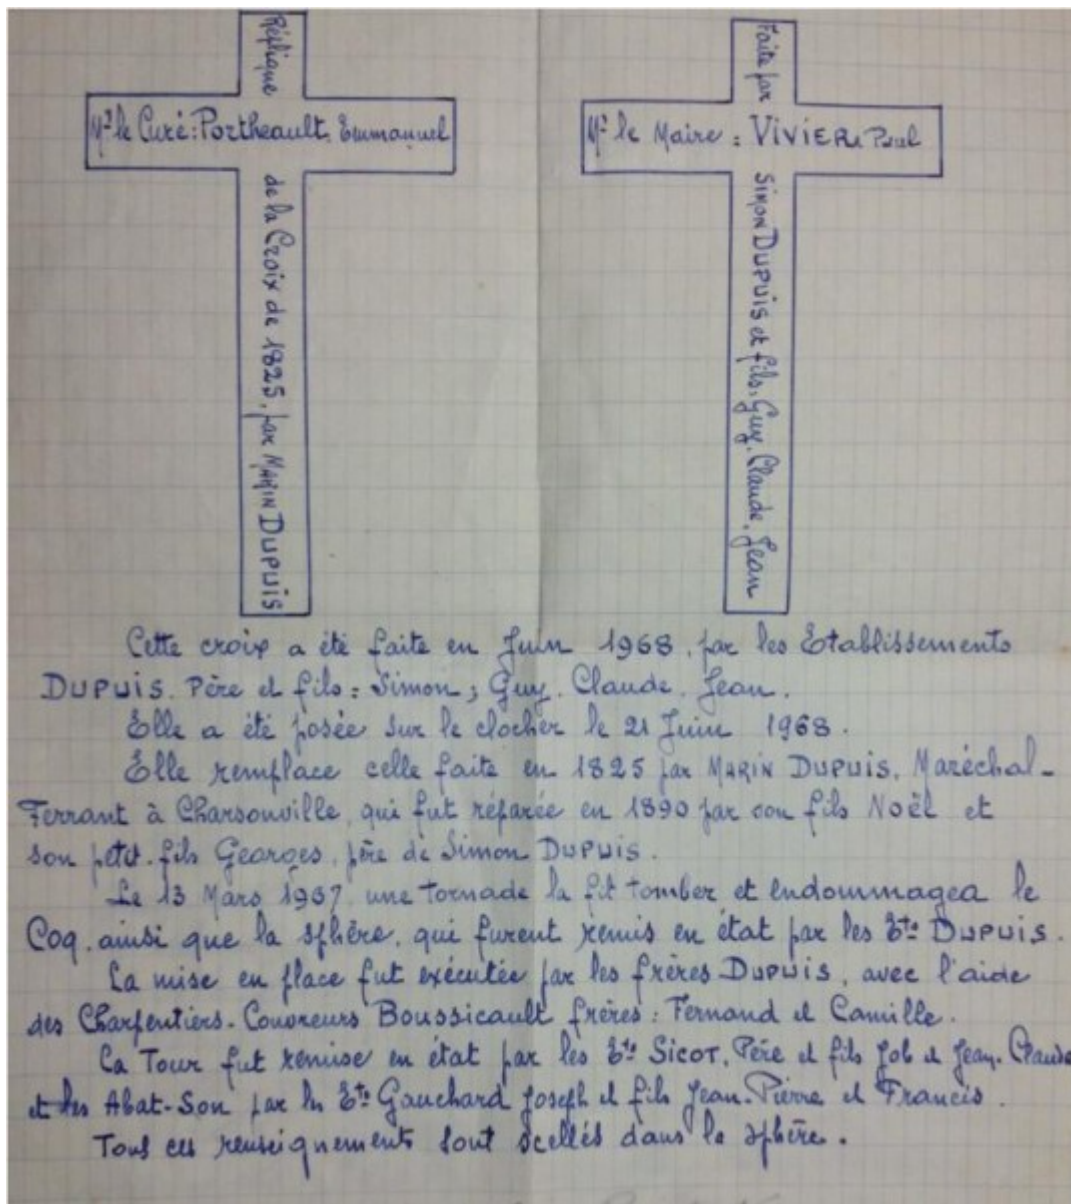 Réplique
de la Croix de 1825, par MARIN DUPUIS
Mr le Curé: Portheault. Emmanuel
Faite par
SIMON DUPUIS et fils, Guy. Claude. Jean
Mr le Maire : VIVIER. Paul
Cette croix a été faite en Juin 1968, par les Etablissements
DUPUIS. Père et fils : Simon ; Guy. Claude. Jean.
Elle a été posée sur le clocher le 21 Juin 1968.
Elle remplace celle faite en 1825 par MARIN DUPUIS, Maréchal-
Ferrant à Charsonville, qui fut réparée en 1890 par son fils Noël et
son petit-fils Georges, père de Simon DUPUIS.
Le 13 Mars 1967, une tornade la fit tomber et endommagea le
Coq, ainsi que la sphère, qui furent remis en état par les Ets DUPUIS.
La mise en place fut exécutée par les frères DUPUIS, avec l'aide
des Charpentiers-Couvreurs Boussicault frères : Fernand et Camille.
La Tour fut remise en état par les Ets SICOT, Père et fils Job et Jean-Claude
et les Abat-Son par les Ets Gauchard Joseph et fils Jean-Pierre et Francis.
Tous ces renseignements sont scellés dans la sphère.